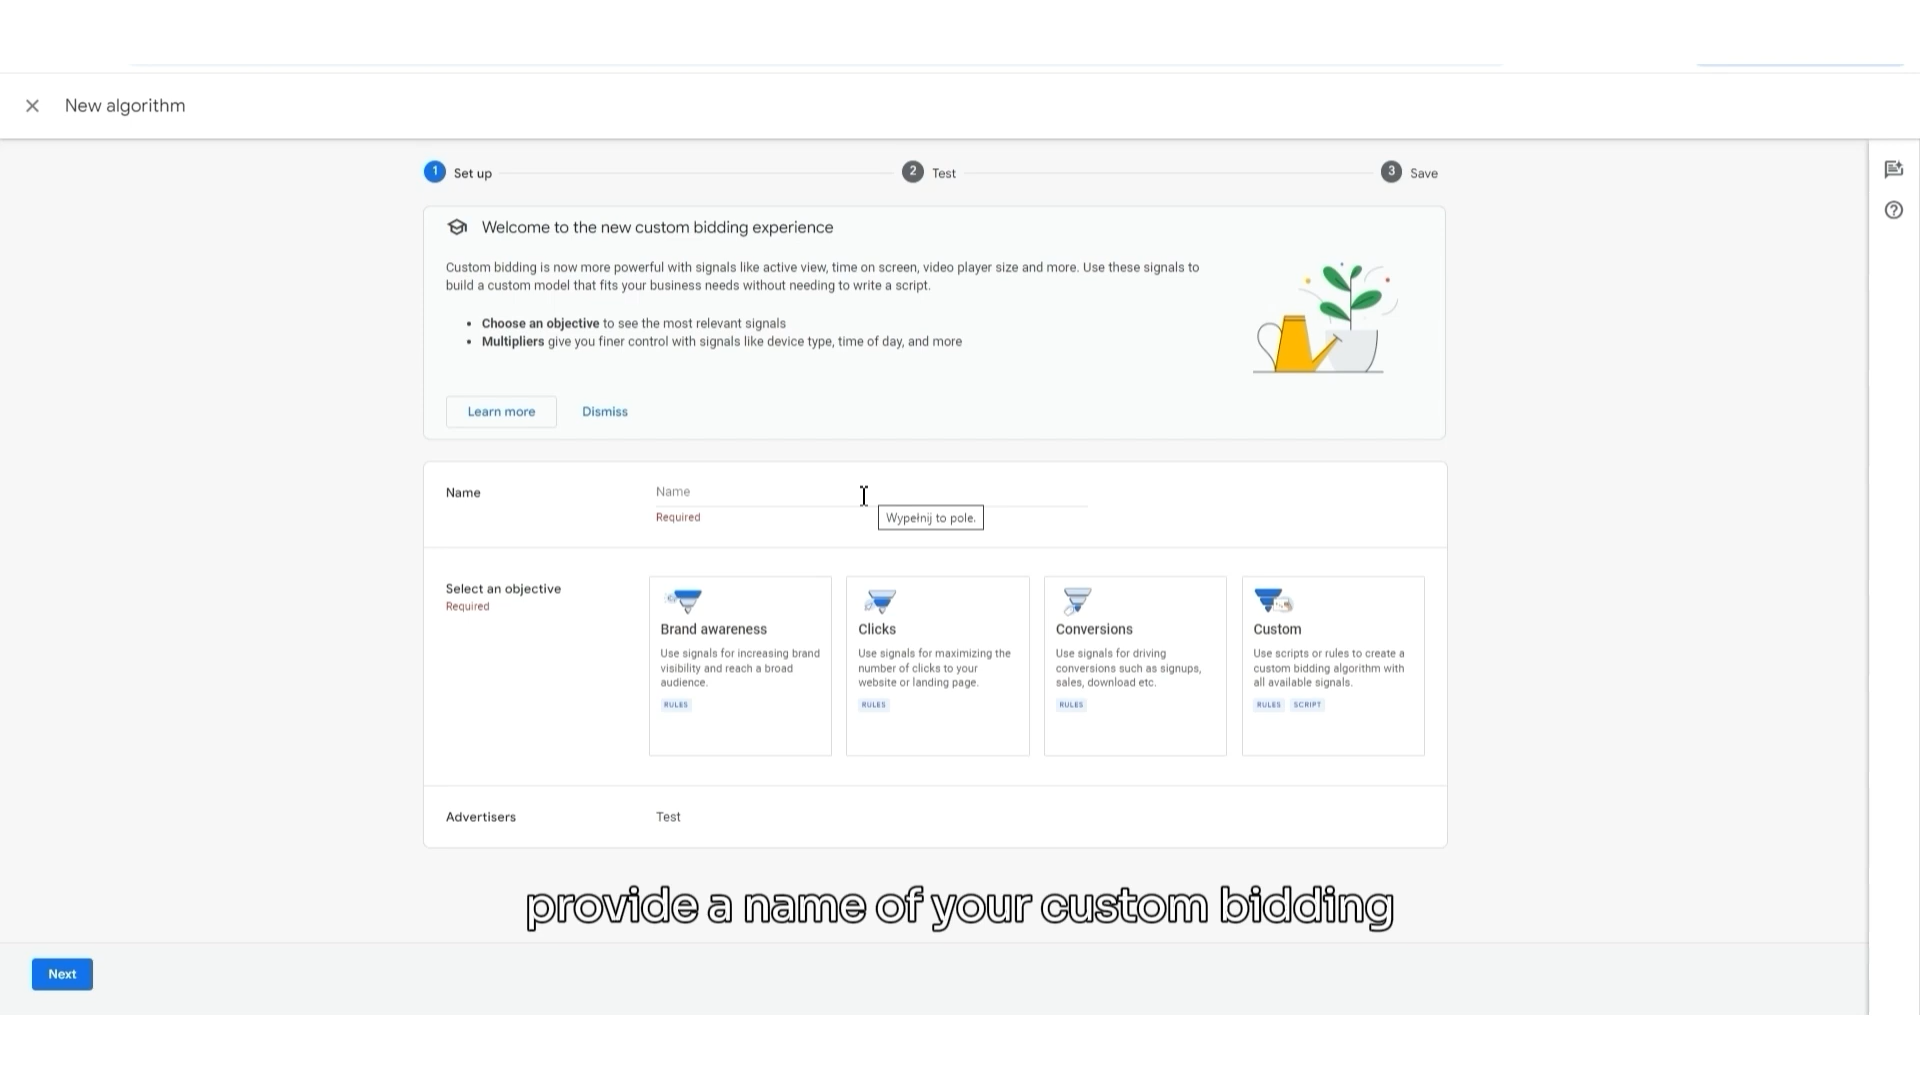 New algorithm
1 Set up
2 Test
3 Save
Welcome to the new custom bidding experience
Custom bidding is now more powerful with signals like active view, time on screen, video player size and more. Use these signals to
build a custom model that fits your business needs without needing to write a script.
• Choose an objective to see the most relevant signals
• Multipliers give you finer control with signals like device type, time of day, and more
Learn more
Dismiss
Name
Name
Required
Wypełnij to pole.
Select an objective
Required
Brand awareness
Use signals for increasing brand
visibility and reach a broad
audience.
RULES
Clicks
Use signals for maximizing the
number of clicks to your
website or landing page.
RULES
Conversions
Use signals for driving
conversions such as signups,
sales, download etc.
RULES
Custom
Use scripts or rules to create a
custom bidding algorithm with
all available signals.
RULES SCRIPT
Advertisers
Test
provide a name of your custom bidding
Next